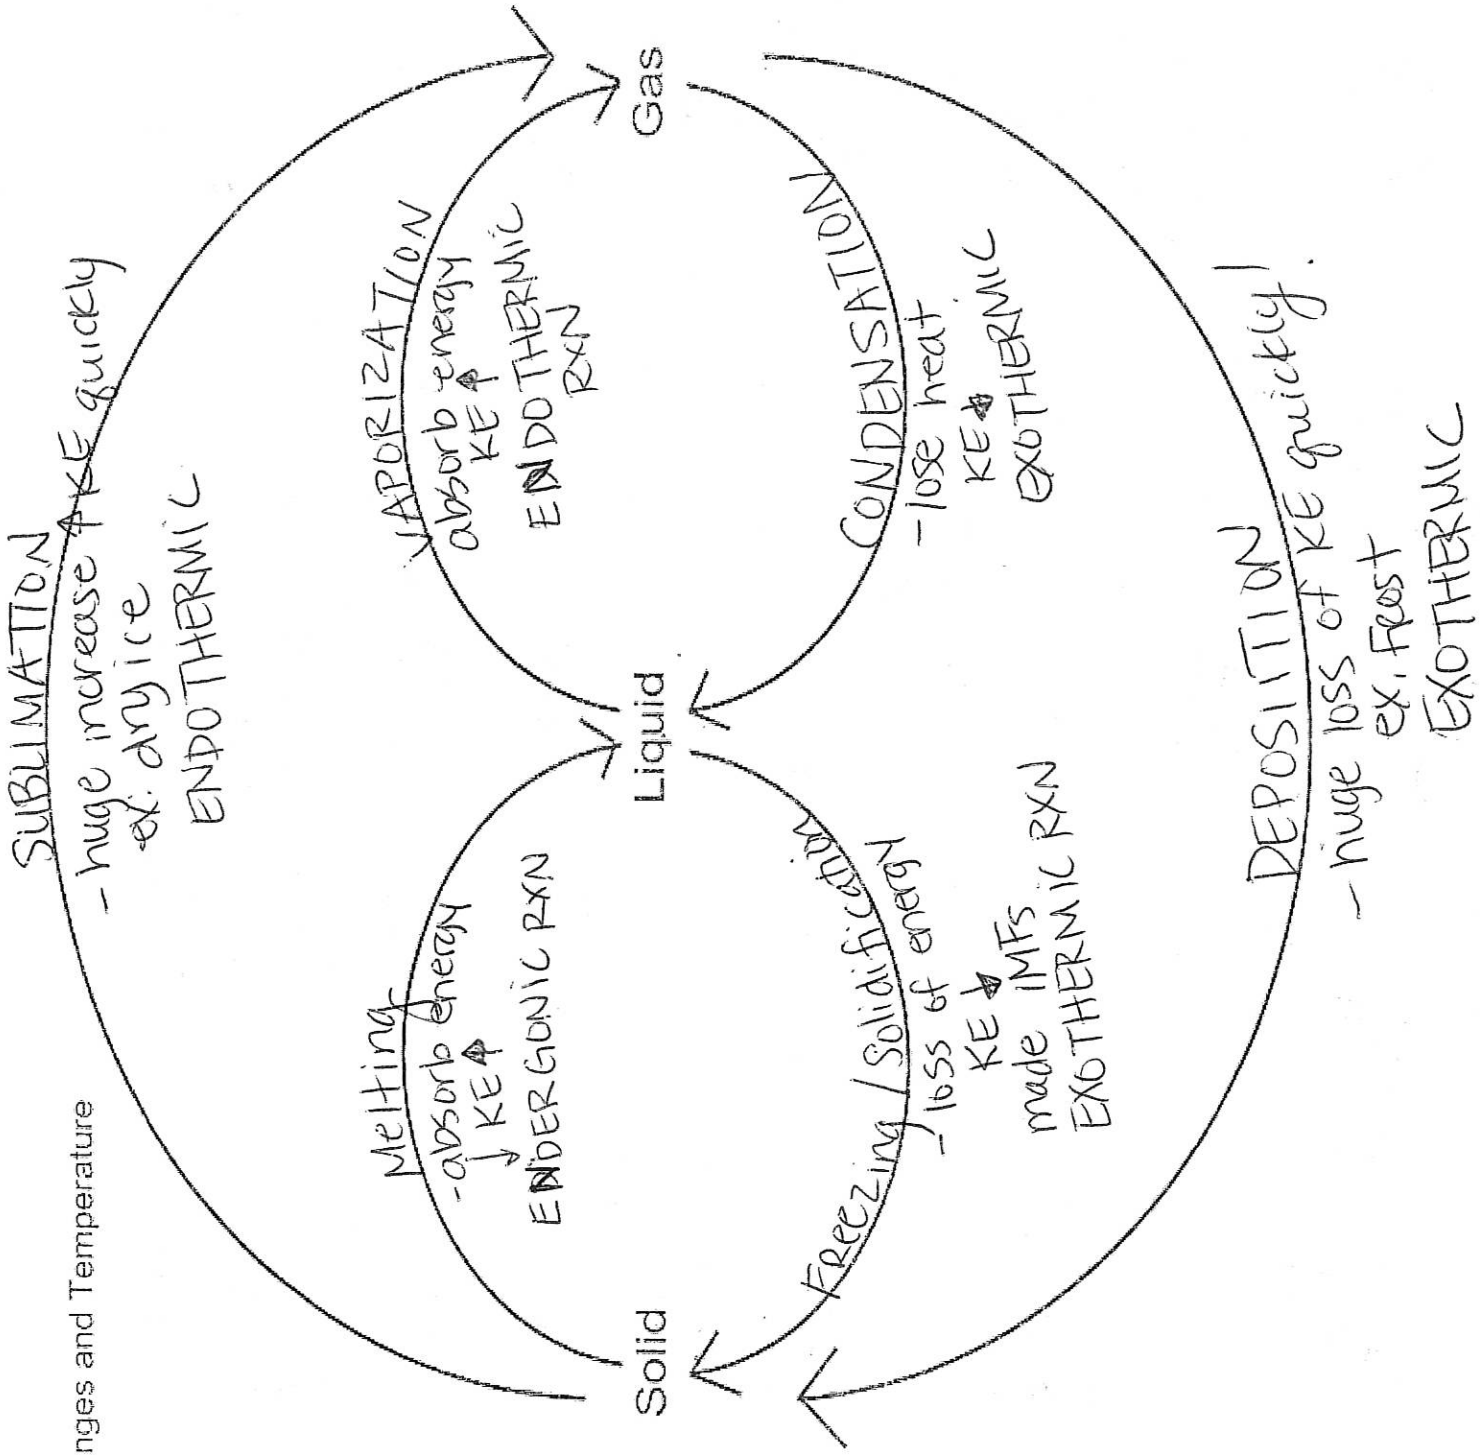 nges and Temperature
SUBLIMATION
- huge increase ↑KE quickly
ex: dry ice
ENDOTHERMIC
Melting
-absorb energy
↓ KE↑
ENDERGONIC RXN
VAPORIZATION
absorb energy
KE↑
ENDOTHERMIC
RXN
Solid
Liquid
Gas
Freezing / Solidification
- loss of energy
KE↓
made IMFs
EXOTHERMIC RXN
CONDENSATION
- lose heat
KE↓
EXOTHERMIC
DEPOSITION
- huge loss of KE quickly!
ex. Frost
EXOTHERMIC